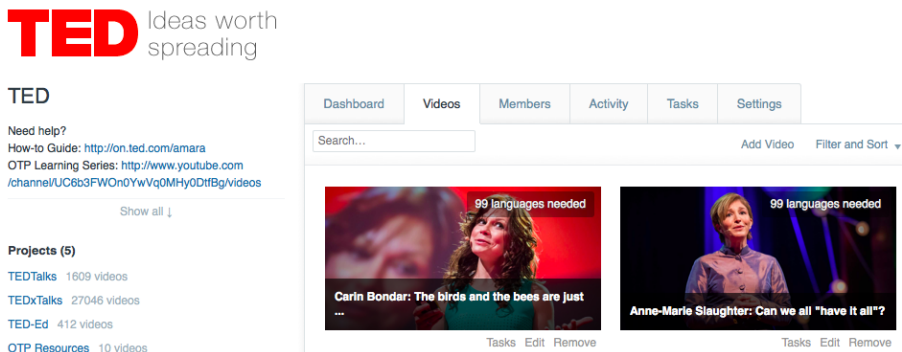 TED Ideas worth
spreading
TED
Need help?
How-to Guide: http://on.ted.com/amara
OTP Learning Series: http://www.youtube.com
/channel/UC6b3FWOn0YwVq0MHy0DtfBg/videos
Show all ↓
Projects (5)
TEDTalks 1609 videos
TEDxTalks 27046 videos
TED-Ed 412 videos
OTP Resources 10 videos
Dashboard Videos Members Activity Tasks Settings
Search...
Add Video Filter and Sort
99 languages needed
Carin Bondar: The birds and the bees are just
...
Tasks Edit Remove
99 languages needed
Anne-Marie Slaughter: Can we all "have it all"?
Tasks Edit Remove